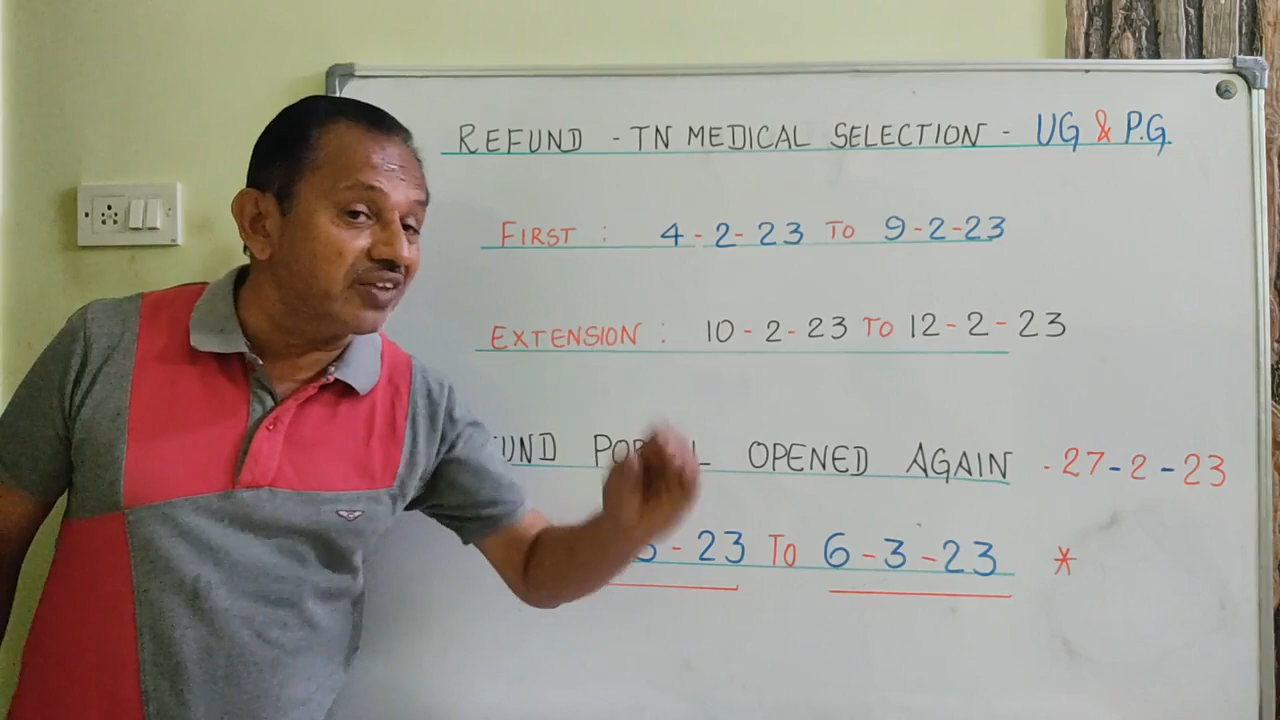 REFUND - TN MEDICAL SELECTION - UG & P.G
FIRST : 4-2-23 TO 9-2-23
EXTENSION : 10-2-23 TO 12-2-23
OPENED AGAIN - 27-2-23
- 23 TO 6-3-23 *